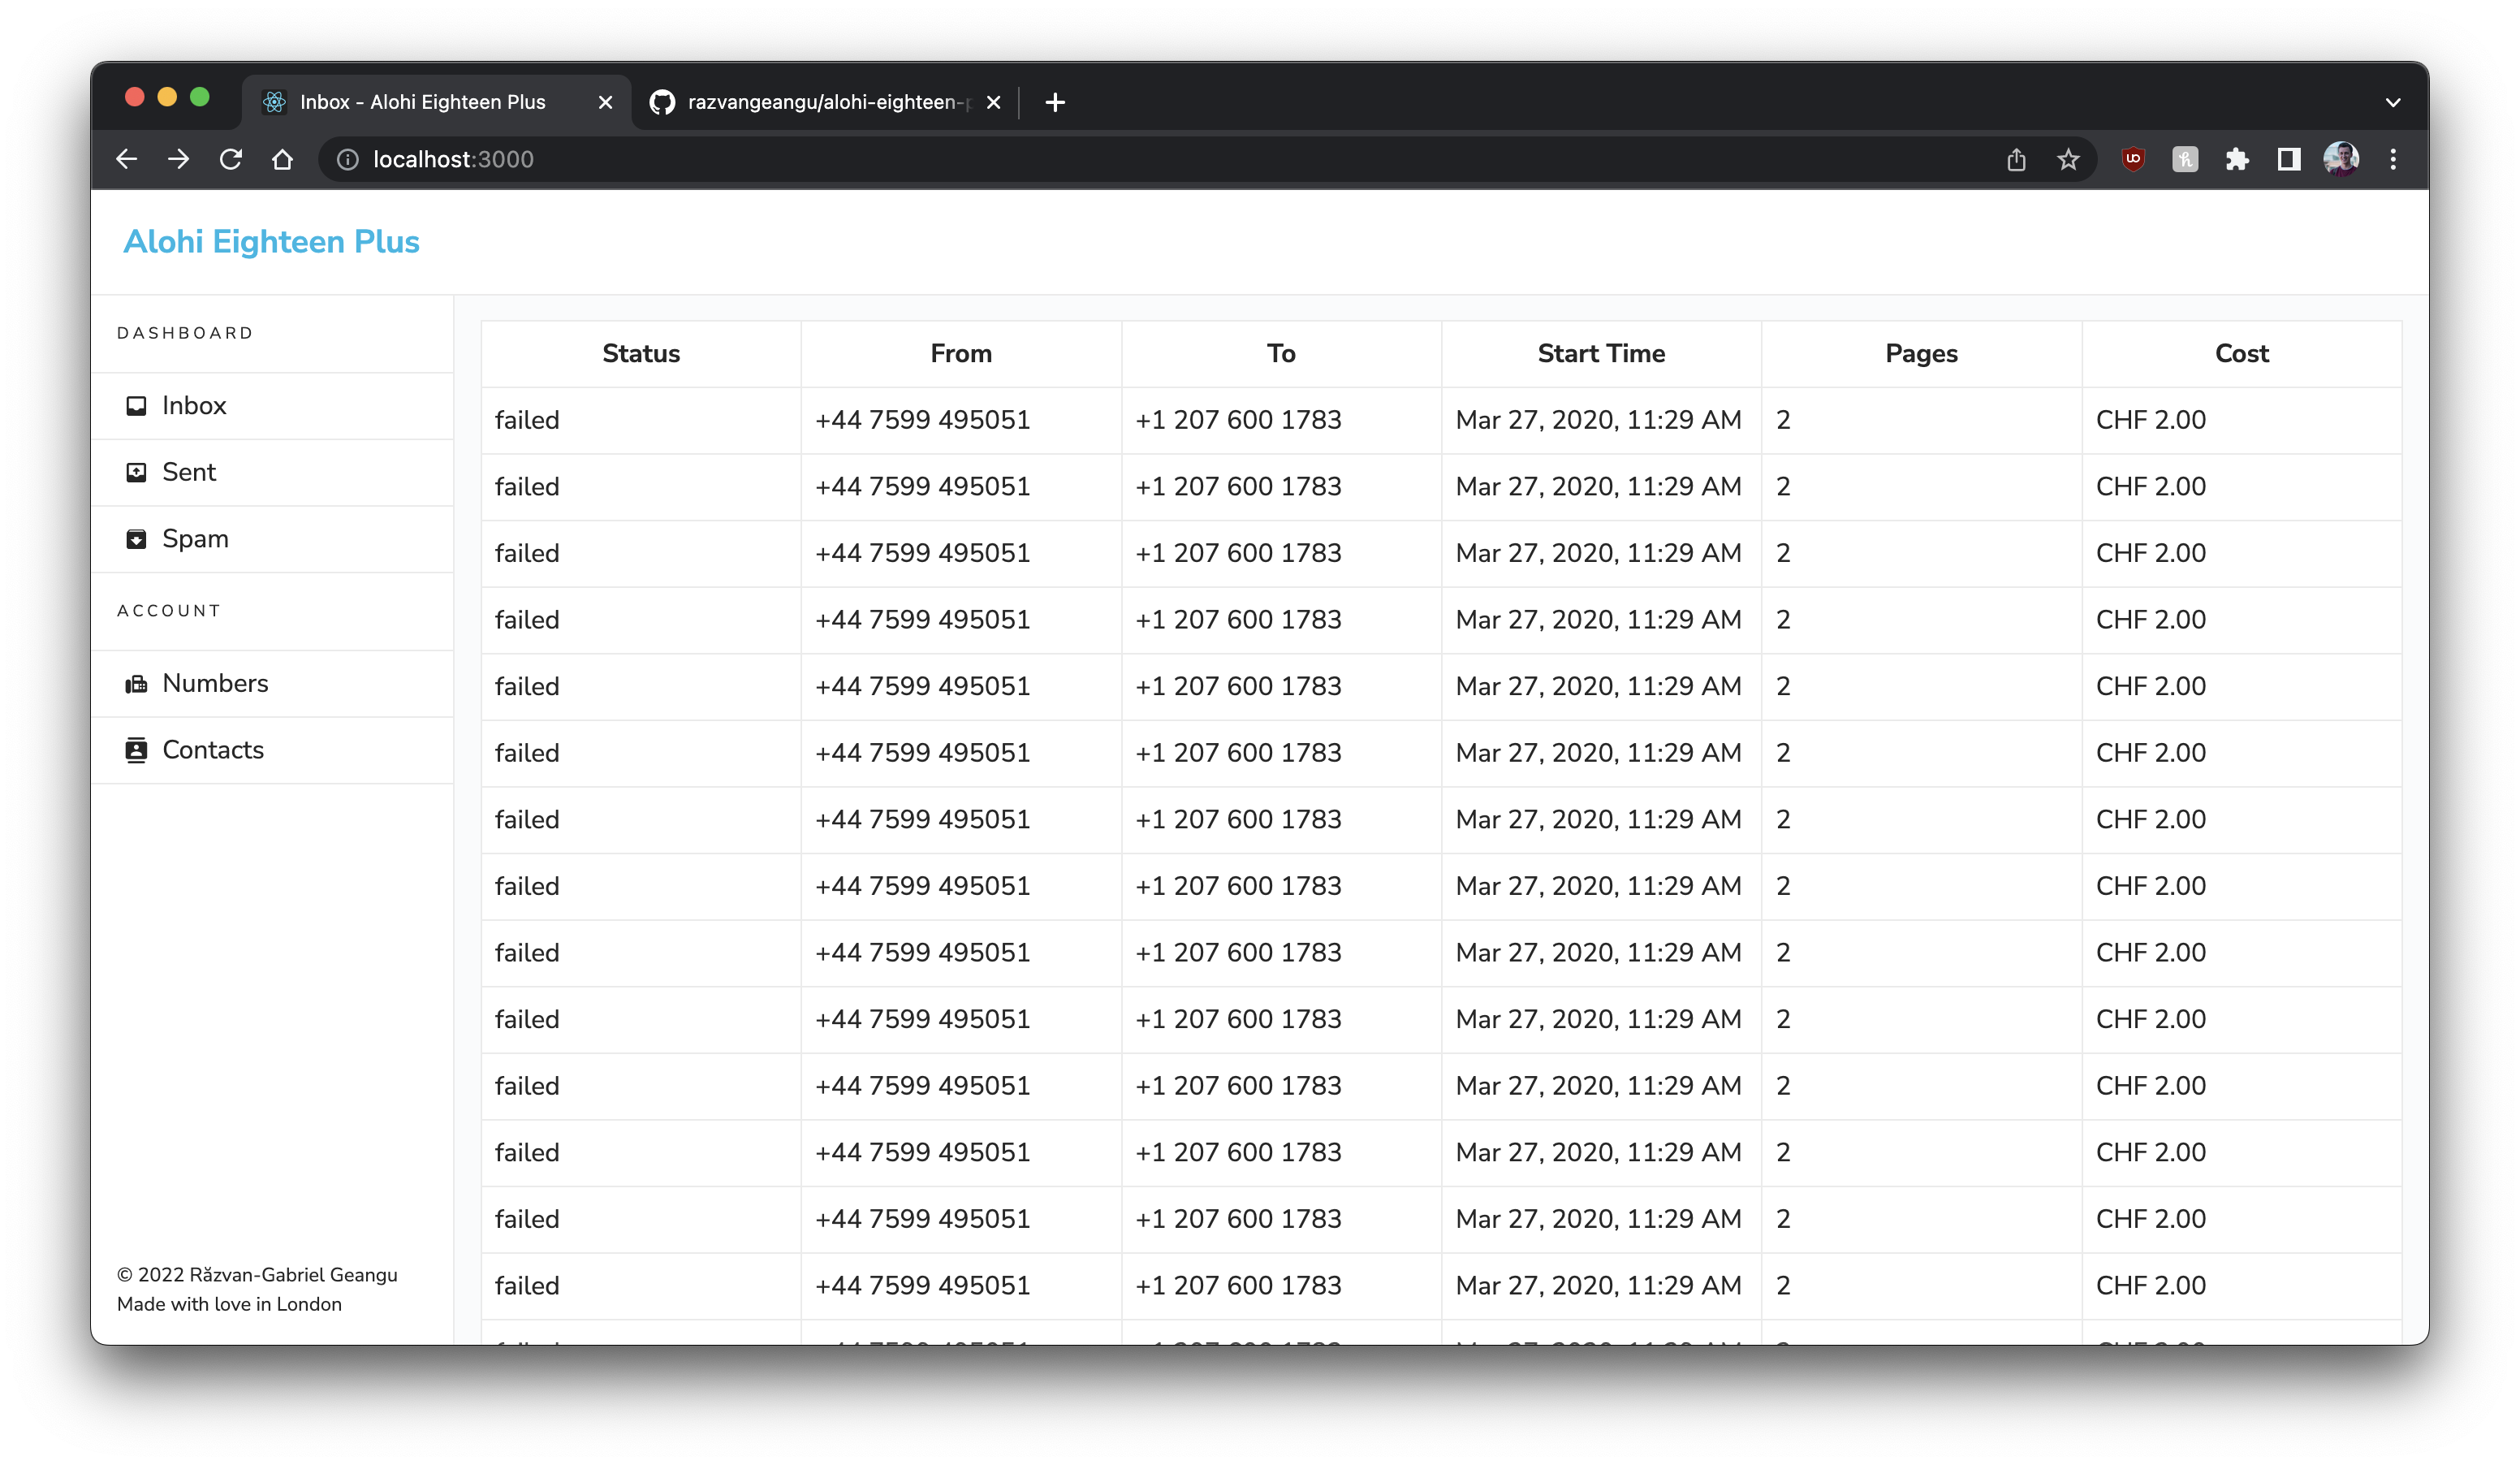 Inbox - Alohi Eighteen Plus
razvangeangu/alohi-eighteen-p
localhost:3000
Alohi Eighteen Plus
DASHBOARD
Inbox
Sent
Spam
ACCOUNT
Numbers
Contacts
© 2022 Răzvan-Gabriel Geangu
Made with love in London
Status From To Start Time Pages Cost
failed +44 7599 495051 +1 207 600 1783 Mar 27, 2020, 11:29 AM 2 CHF 2.00
failed +44 7599 495051 +1 207 600 1783 Mar 27, 2020, 11:29 AM 2 CHF 2.00
failed +44 7599 495051 +1 207 600 1783 Mar 27, 2020, 11:29 AM 2 CHF 2.00
failed +44 7599 495051 +1 207 600 1783 Mar 27, 2020, 11:29 AM 2 CHF 2.00
failed +44 7599 495051 +1 207 600 1783 Mar 27, 2020, 11:29 AM 2 CHF 2.00
failed +44 7599 495051 +1 207 600 1783 Mar 27, 2020, 11:29 AM 2 CHF 2.00
failed +44 7599 495051 +1 207 600 1783 Mar 27, 2020, 11:29 AM 2 CHF 2.00
failed +44 7599 495051 +1 207 600 1783 Mar 27, 2020, 11:29 AM 2 CHF 2.00
failed +44 7599 495051 +1 207 600 1783 Mar 27, 2020, 11:29 AM 2 CHF 2.00
failed +44 7599 495051 +1 207 600 1783 Mar 27, 2020, 11:29 AM 2 CHF 2.00
failed +44 7599 495051 +1 207 600 1783 Mar 27, 2020, 11:29 AM 2 CHF 2.00
failed +44 7599 495051 +1 207 600 1783 Mar 27, 2020, 11:29 AM 2 CHF 2.00
failed +44 7599 495051 +1 207 600 1783 Mar 27, 2020, 11:29 AM 2 CHF 2.00
failed +44 7599 495051 +1 207 600 1783 Mar 27, 2020, 11:29 AM 2 CHF 2.00